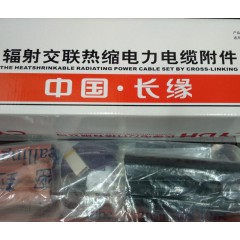 辐射交联热缩电力电缆附件
THE HEATSHRINKABLE RADIATING POWER CABLE SET BY CROSS-LINKING
中国·长缘